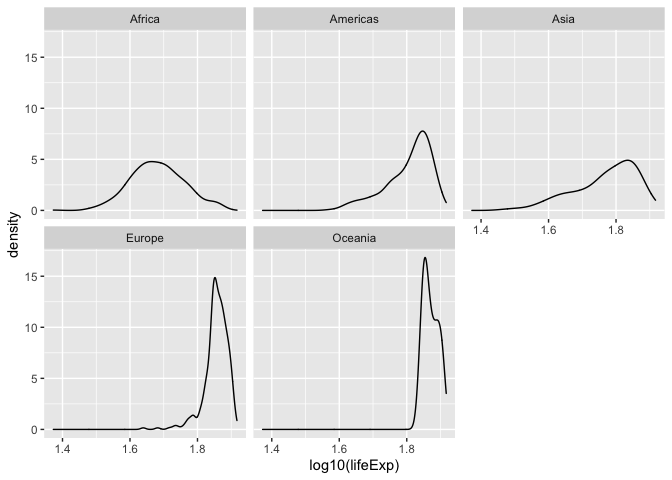 Africa
Americas
Asia
15
10
5
0
1.4 1.6 1.8
Europe
Oceania
15
10
5
0
1.4 1.6 1.8
1.4 1.6 1.8
density
log10(lifeExp)